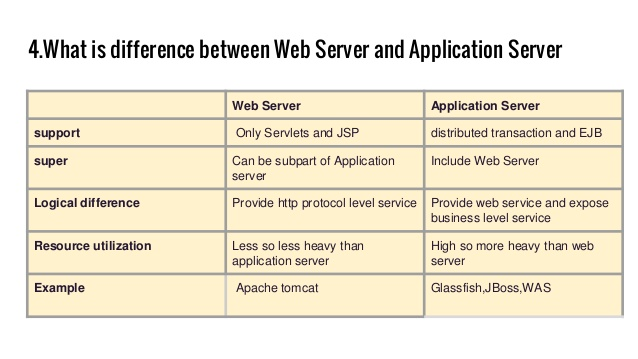 4.What is difference between Web Server and Application Server
Web Server
Application Server
support
Only Servlets and JSP
distributed transaction and EJB
super
Can be subpart of Application
server
Include Web Server
Logical difference
Provide http protocol level service
Provide web service and expose
business level service
Resource utilization
Less so less heavy than
application server
High so more heavy than web
server
Example
Apache tomcat
Glassfish,JBoss,WAS